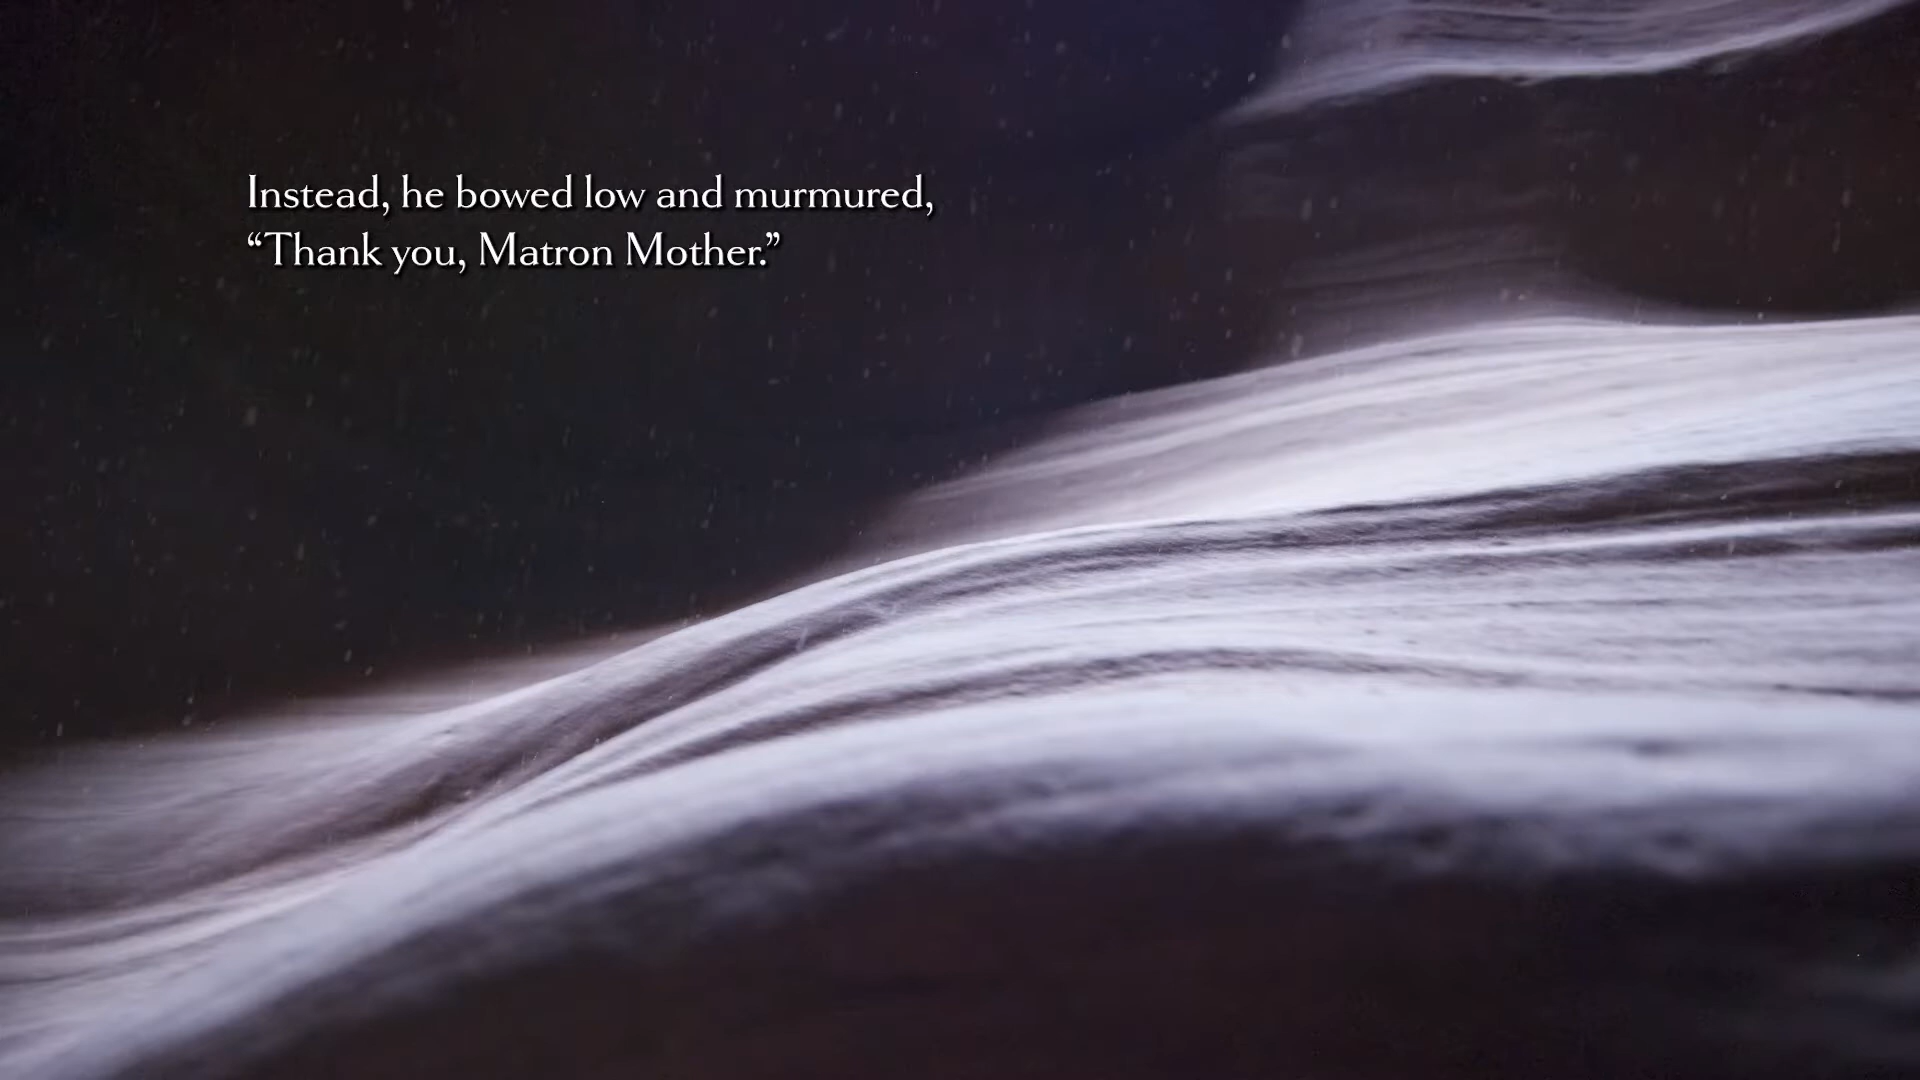 Instead, he bowed low and murmured,
“Thank you, Matron Mother.”